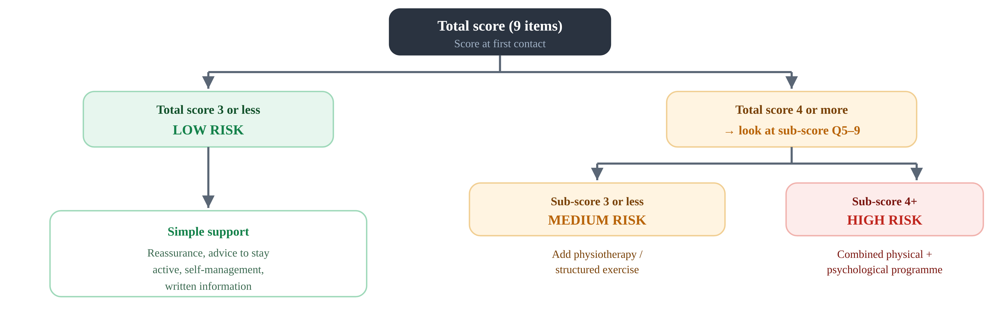 Total score (9 items)
Score at first contact
Total score 3 or less
LOW RISK
Total score 4 or more
→ look at sub-score Q5–9
Simple support
Reassurance, advice to stay
active, self-management,
written information
Sub-score 3 or less
MEDIUM RISK
Add physiotherapy /
structured exercise
Sub-score 4+
HIGH RISK
Combined physical +
psychological programme